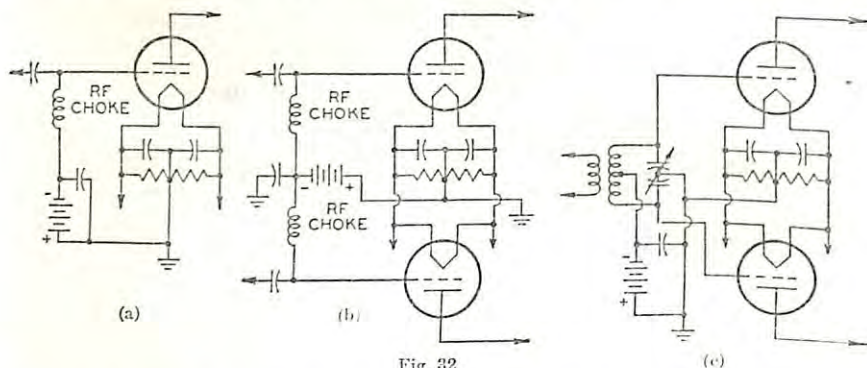 RF
CHOKE
-
+
(a)
RF
CHOKE
- +
RF
CHOKE
(b)
-
+
(c)
Fig. 32